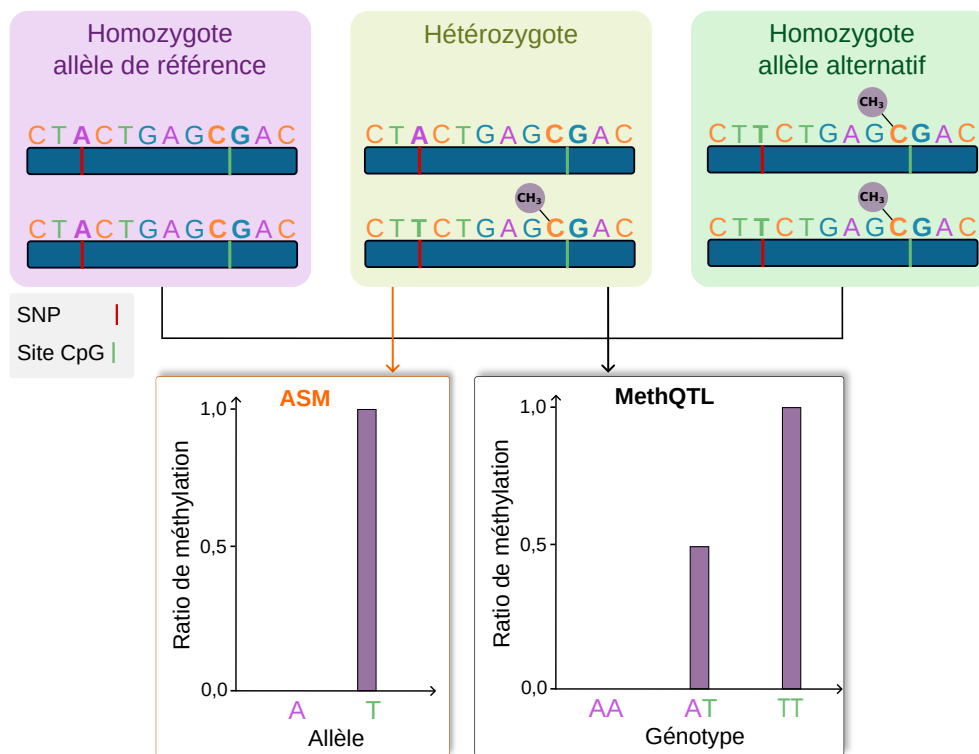 Homozygote
allèle de référence
CTACTGAGCGAC
CTACTGAGCGAC
Hétérozygote
CTACTGAGCGAC
CH₃
CTTCTGAGCGAC
Homozygote
allèle alternatif
CH₃
CTTCTGAGCGAC
CH₃
CTTCTGAGCGAC
SNP
Site CpG
ASM
Ratio de méthylation
1,0
0,5
0,0
A T
Allèle
MethQTL
Ratio de méthylation
1,0
0,5
0,0
AA AT TT
Génotype